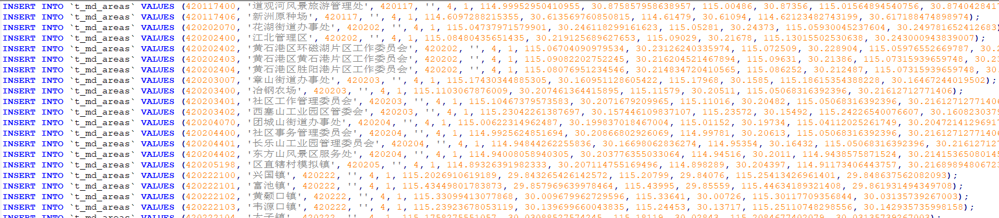 INSERT INTO `t_md_areas` VALUES (420117400, '道观河风景旅游管理处', 420117, '', 4, 1, 114.99952950410955, 30.875857958638957, 115.00486, 30.87356, 115.01564894540756, 30.8740428417
INSERT INTO `t_md_areas` VALUES (420117406, '新洲原种场', 420117, '', 4, 1, 114.6097288215355, 30.613569760850815, 114.61479, 30.61094, 114.62123482743199, 30.617188474898974);
INSERT INTO `t_md_areas` VALUES (420202070, '花湖街道办事处', 420202, '', 4, 1, 115.04737971579901, 30.246118299161623, 115.05281, 30.24373, 115.05930045237604, 30.249781652412683)
INSERT INTO `t_md_areas` VALUES (420202400, '江北管理区', 420202, '', 4, 1, 115.08480435651435, 30.219125689627653, 115.09029, 30.21678, 115.13015502530638, 30.243000943839007);
INSERT INTO `t_md_areas` VALUES (420202402, '黄石港区环磁湖片区工作委员会', 420202, '', 4, 1, 115.06704090979534, 30.23126240335974, 115.072509, 30.228904, 115.05976552669787, 30.2
INSERT INTO `t_md_areas` VALUES (420202403, '黄石港区黄石港片区工作委员会', 420202, '', 4, 1, 115.09082202752245, 30.216204521467894, 115.09631, 30.21386, 115.07315939659748, 30.23
INSERT INTO `t_md_areas` VALUES (420202404, '黄石港区胜阳港片区工作委员会', 420202, '', 4, 1, 115.08076951234546, 30.214834720410565, 115.086252, 30.212487, 115.07315939659748, 30.
INSERT INTO `t_md_areas` VALUES (420203007, '章山街道办事处', 420203, '', 4, 1, 115.17430344885305, 30.160951128605422, 115.17968, 30.1585, 115.18615354388228, 30.16467244019502);
INSERT INTO `t_md_areas` VALUES (420203400, '冶钢农场', 420203, '', 4, 1, 115.1103067876009, 30.207461364415895, 115.11579, 30.20511, 115.05068316392396, 30.21612712771406);
INSERT INTO `t_md_areas` VALUES (420203401, '社区工作管理委员会', 420203, '', 4, 1, 115.10467379573583, 30.2071679209965, 115.11016, 30.20482, 115.05068316392396, 30.21612712771406
INSERT INTO `t_md_areas` VALUES (420203402, '西塞山工业园区管委会', 420203, '', 4, 1, 115.23042261387697, 30.157446109837107, 115.23572, 30.15492, 115.24226540076607, 30.1608230379
INSERT INTO `t_md_areas` VALUES (420204070, '团城山街道办事处', 420204, '', 4, 1, 115.00622314962487, 30.199837018467004, 115.01152, 30.19734, 115.04112025261749, 30.20472141296917
INSERT INTO `t_md_areas` VALUES (420204400, '社区事务管理委员会', 420204, '', 4, 1, 114.9925624851694, 30.20866802926069, 114.99781, 30.20613, 115.05068316392396, 30.21612712771406
INSERT INTO `t_md_areas` VALUES (420204401, '长乐山工业园管理委员会', 420204, '', 4, 1, 114.94844262255836, 30.16698062836274, 114.95354, 30.16432, 115.05068316392396, 30.2161271277
INSERT INTO `t_md_areas` VALUES (420204402, '东方山风景区服务处', 420204, '', 4, 1, 114.94008058940305, 30.203776355033064, 114.94516, 30.2011, 114.9438575871524, 30.214153650801 45
INSERT INTO `t_md_areas` VALUES (420205198, '区直辖村模拟镇', 420205, '', 4, 1, 114.89326391982333, 30.207114755169496, 114.898289, 30.204397, 114.91173406443757, 30.21689894806723
INSERT INTO `t_md_areas` VALUES (420222100, '兴国镇', 420222, '', 4, 1, 115.2026910619189, 29.843265426142572, 115.20799, 29.84076, 115.25413426961401, 29.848637562082093);
INSERT INTO `t_md_areas` VALUES (420222101, '富池镇', 420222, '', 4, 1, 115.43449801783873, 29.857969639978464, 115.43995, 29.85559, 115.44634189321408, 29.861931494349708);
INSERT INTO `t_md_areas` VALUES (420222102, '黄颡口镇', 420222, '', 4, 1, 115.33099413077868, 30.009679962729596, 115.33641, 30.00726, 115.30117709356844, 30.03135739267003);
INSERT INTO `t_md_areas` VALUES (420222103, '韦源口镇', 420222, '', 4, 1, 115.23923678053113, 30.139699660043835, 115.24453, 30.13717, 115.25110748298556, 30.142935735998158);
INSERT INTO `t_md_areas` VALUES